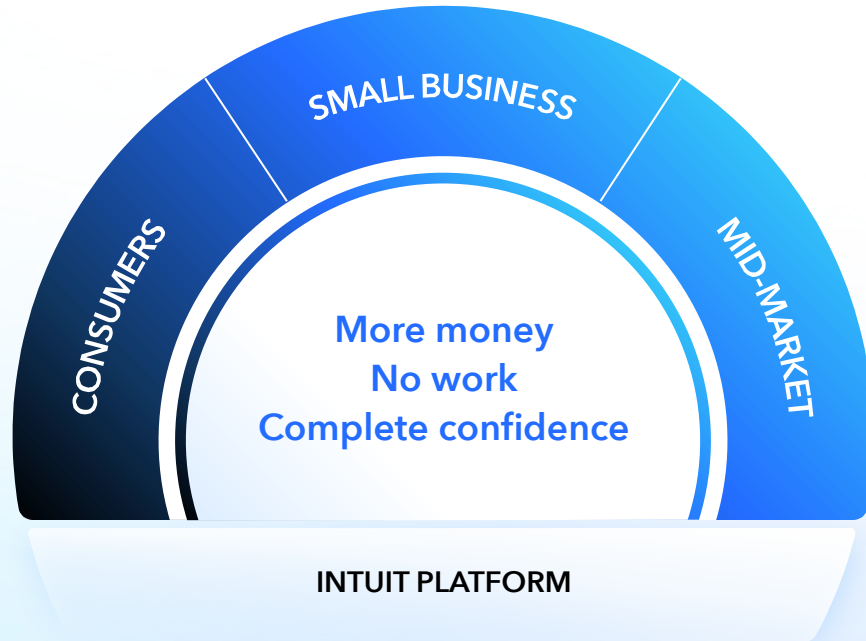 SMALL BUSINESS
CONSUMERS
MID-MARKET
More money
No work
Complete confidence
INTUIT PLATFORM